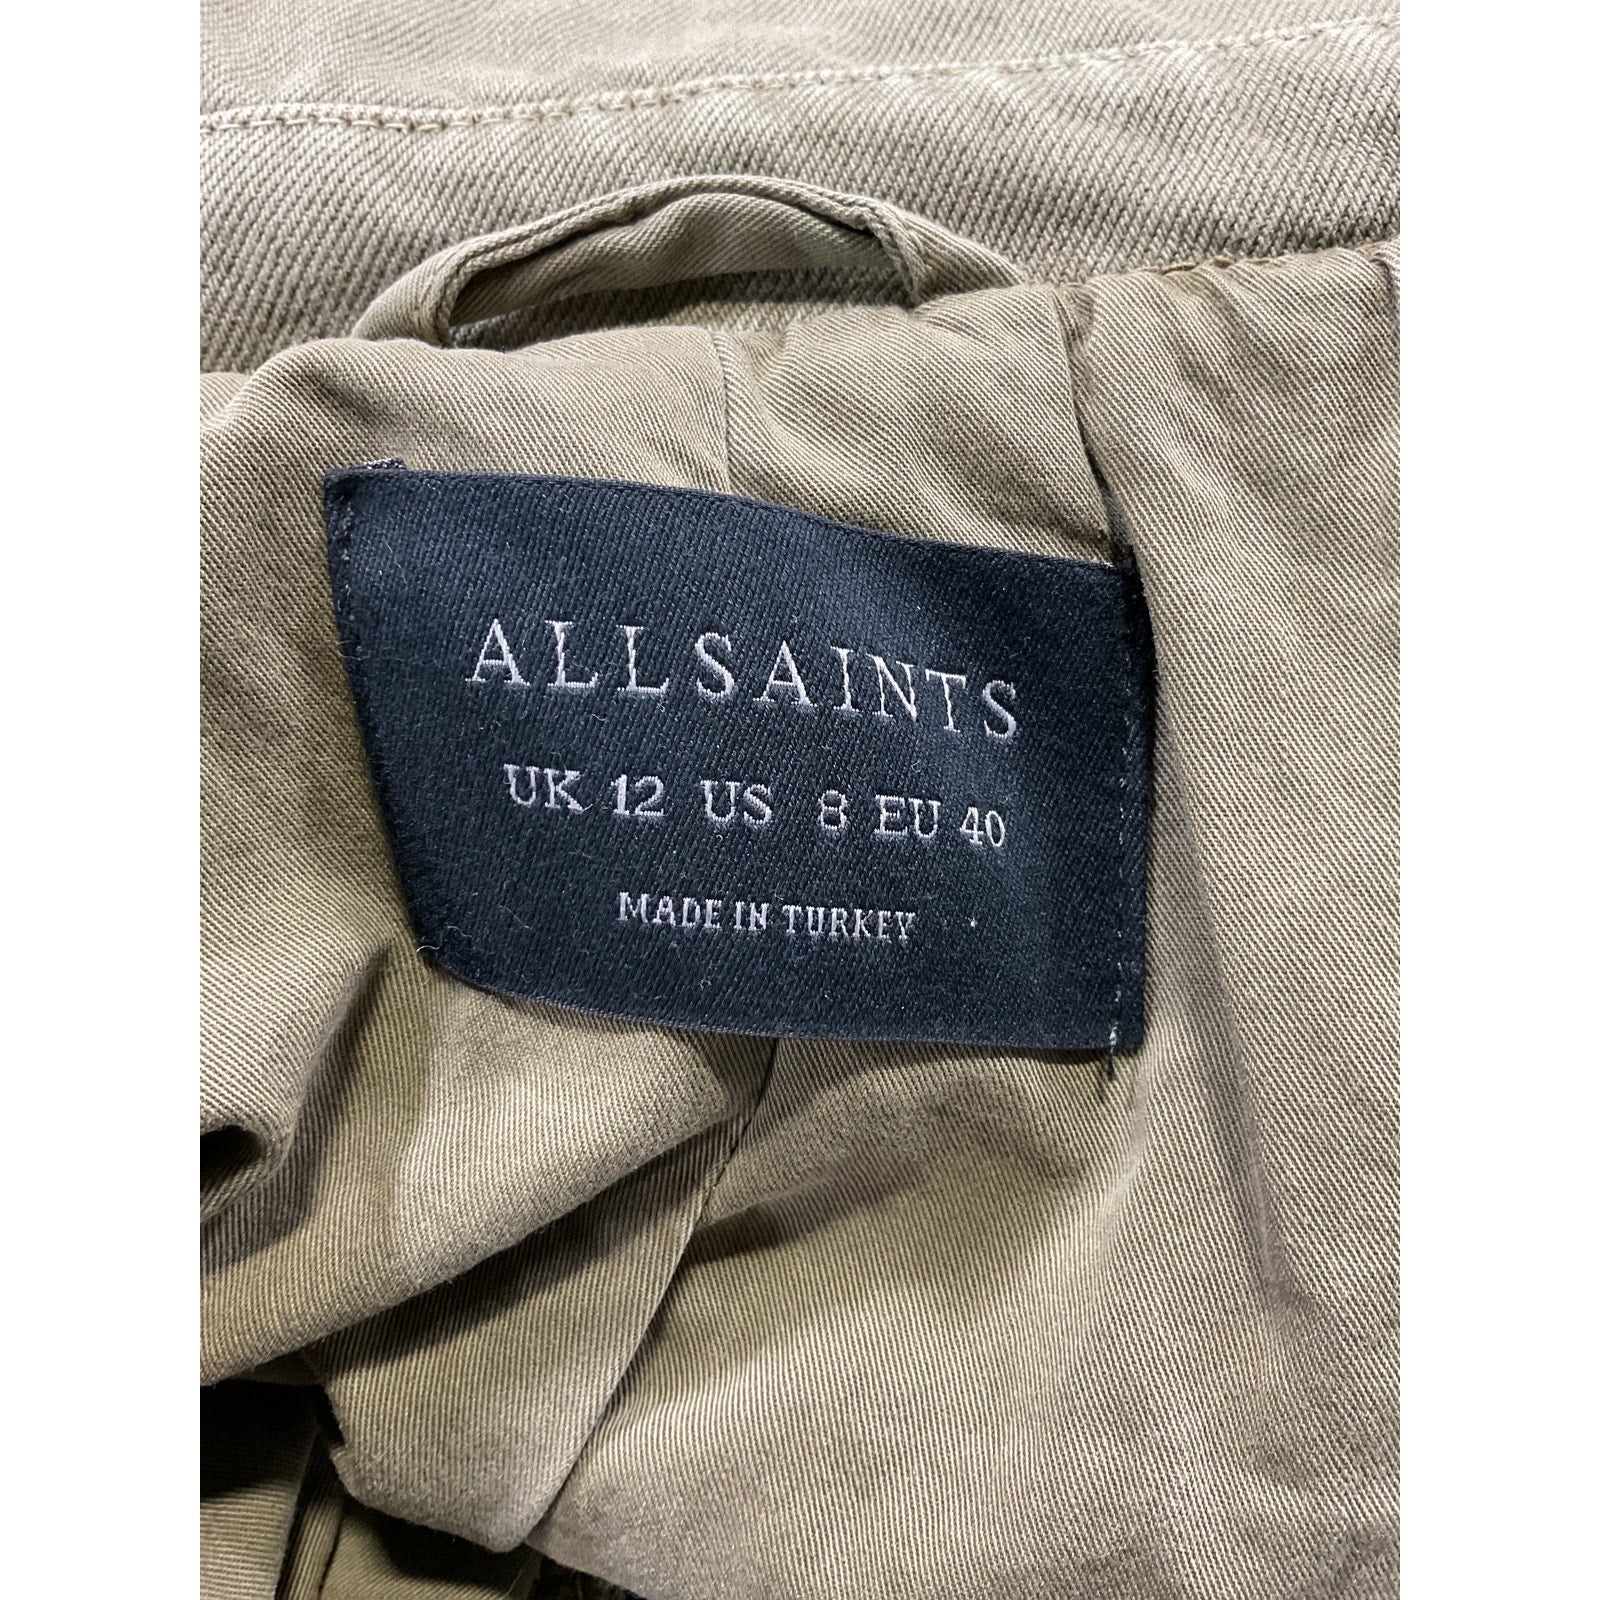 ALLSAINTS
UK 12 US 8 EU 40
MADE IN TURKEY